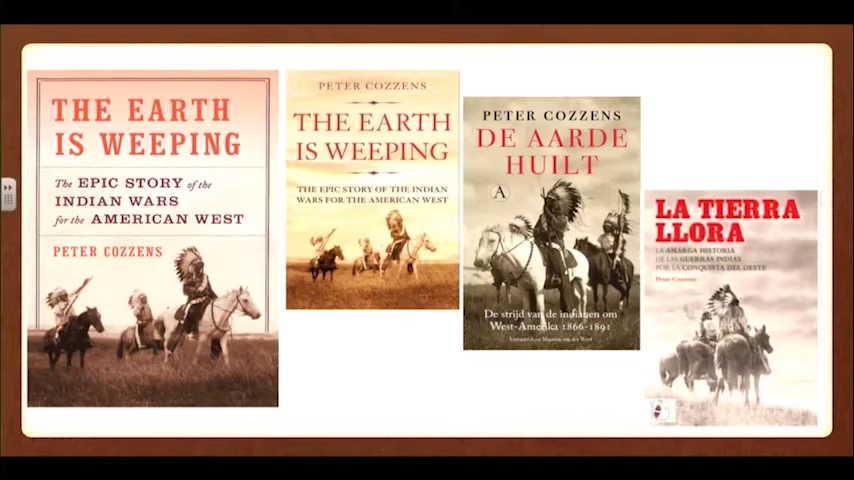 THE EARTH
IS WEEPING
The EPIC STORY of the
INDIAN WARS
for the AMERICAN WEST
PETER COZZENS
PETER COZZENS
THE EARTH
IS WEEPING
THE EPIC STORY OF THE INDIAN
WARS FOR THE AMERICAN WEST
PETER COZZENS
DE AARDE
HUILT
A
De strijd van de indianen om
West-Amerika 1866-1891
LA TIERRA
LLORA
LA AMARGA HISTORIA
DE LAS GUERRAS INDIAS
POR LA CONQUISTA DEL OESTE
Peter Cozzens